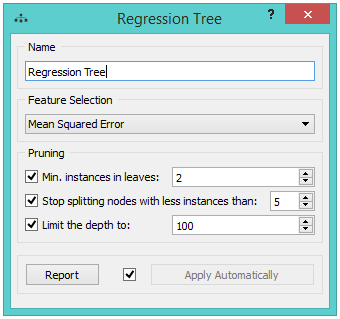 Regression Tree
?
Name
Regression Tree
Feature Selection
Mean Squared Error
Pruning
Min. instances in leaves: 2
Stop splitting nodes with less instances than: 5
Limit the depth to: 100
Report Apply Automatically